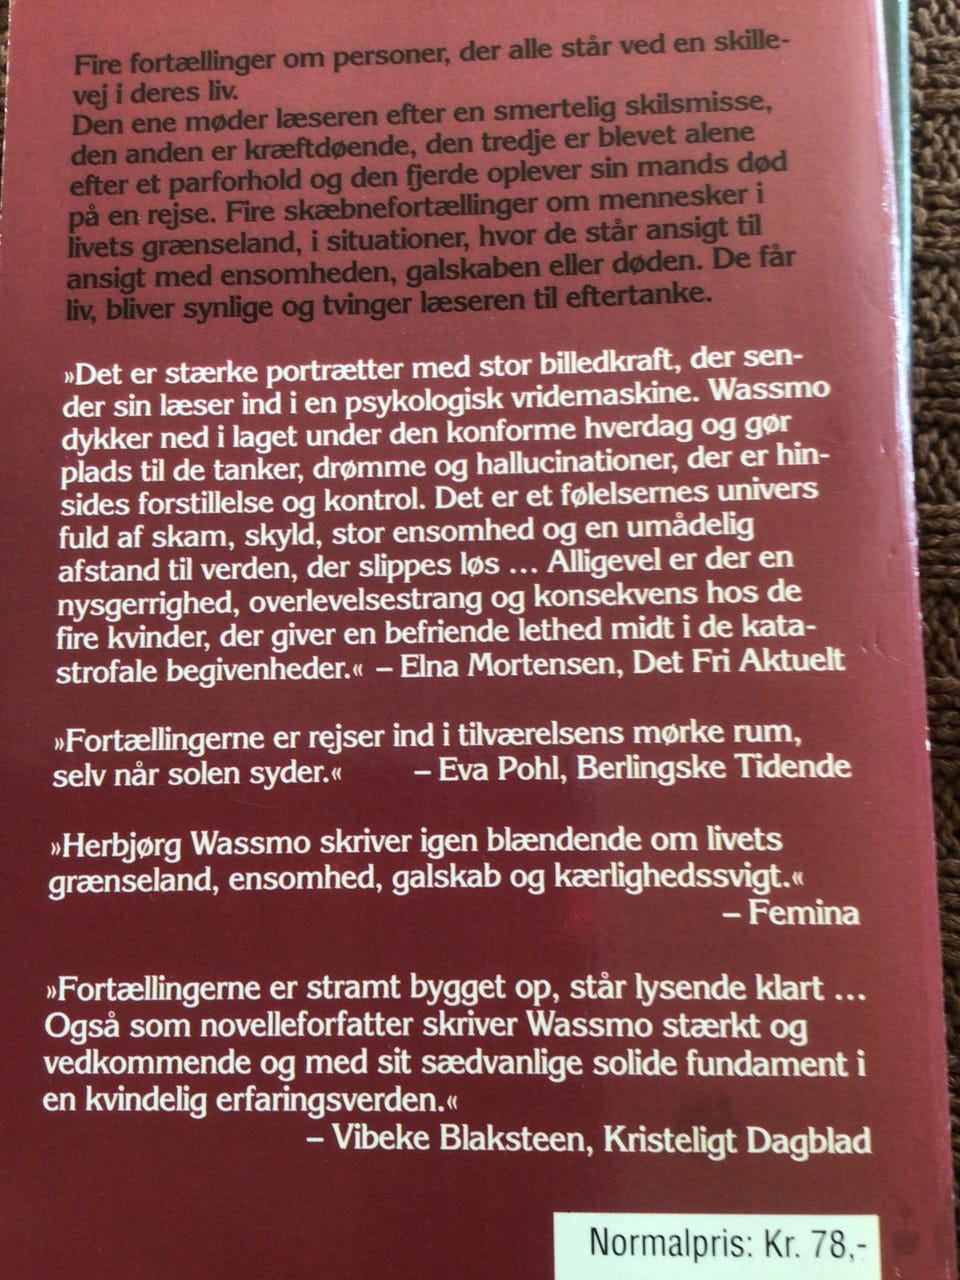 Fire fortællinger om personer, der alle står ved en skille-
vej i deres liv.
Den ene møder læseren efter en smertelig skilsmisse,
den anden er kræftdøende, den tredje er blevet alene
efter et parforhold og den fjerde oplever sin mands død
på en rejse. Fire skæbnefortællinger om mennesker i
livets grænseland, i situationer, hvor de står ansigt til
ansigt med ensomheden, galskaben eller døden. De får
liv, bliver synlige og tvinger læseren til eftertanke.
»Det er stærke portrætter med stor billedkraft, der sen-
der sin læser ind i en psykologisk vridemaskine. Wassmo
dykker ned i laget under den konforme hverdag og gør
plads til de tanker, drømme og hallucinationer, der er hin-
sides forstillelse og kontrol. Det er et følelsernes univers
fuld af skam, skyld, stor ensomhed og en umådelig
afstand til verden, der slippes løs ... Alligevel er der en
nysgerrighed, overlevelsestrang og konsekvens hos de
fire kvinder, der giver en befriende lethed midt i de kata-
strofale begivenheder.« – Elna Mortensen, Det Fri Aktuelt
»Fortællingerne er rejser ind i tilværelsens mørke rum,
selv når solen syder.« – Eva Pohl, Berlingske Tidende
»Herbjørg Wassmo skriver igen blændende om livets
grænseland, ensomhed, galskab og kærlighedssvigt.«
– Femina
»Fortællingerne er stramt bygget op, står lysende klart ...
Også som novelleforfatter skriver Wassmo stærkt og
vedkommende og med sit sædvanlige solide fundament i
en kvindelig erfaringsverden.«
– Vibeke Blaksteen, Kristeligt Dagblad
Normalpris: Kr. 78,-